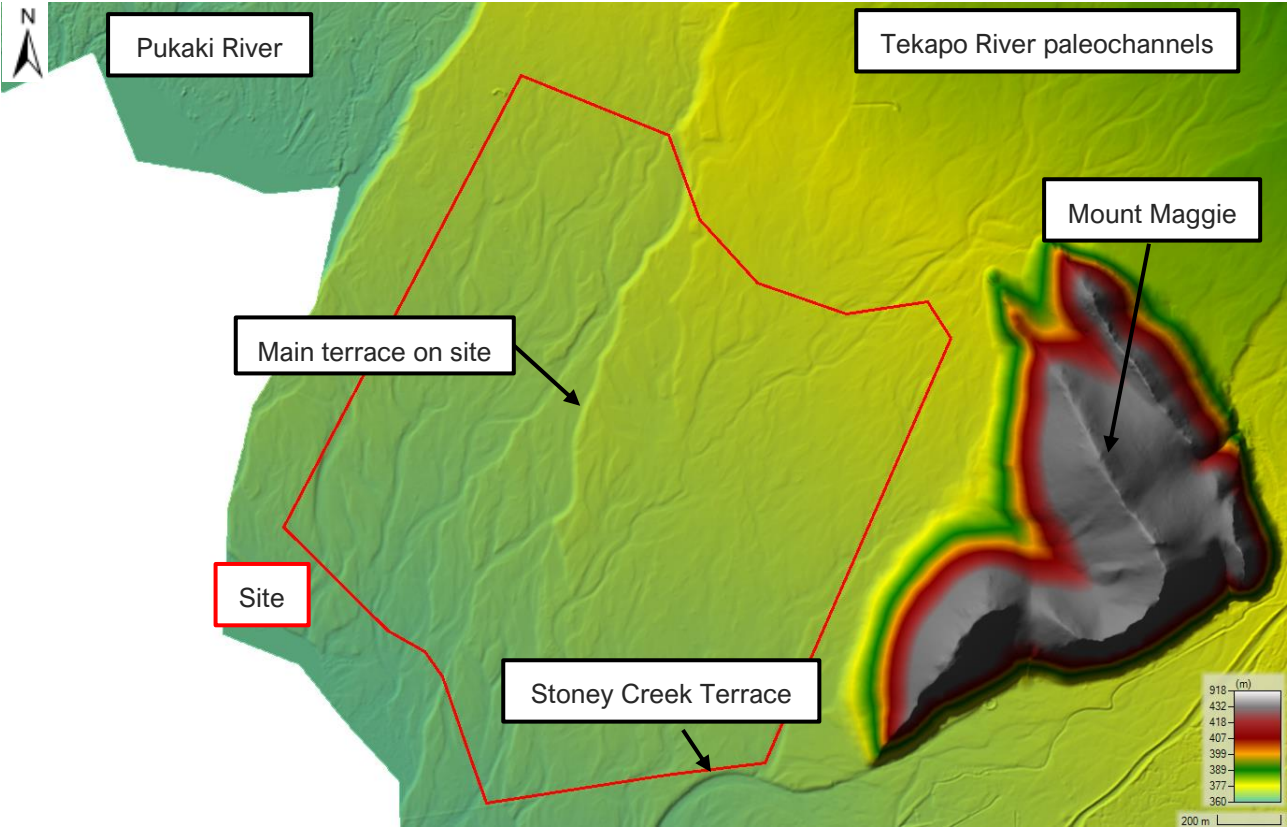 N
Pukaki River
Tekapo River paleochannels
Mount Maggie
Main terrace on site
Site
Stoney Creek Terrace
(m)
918
432
418
407
399
389
377
360
200 m